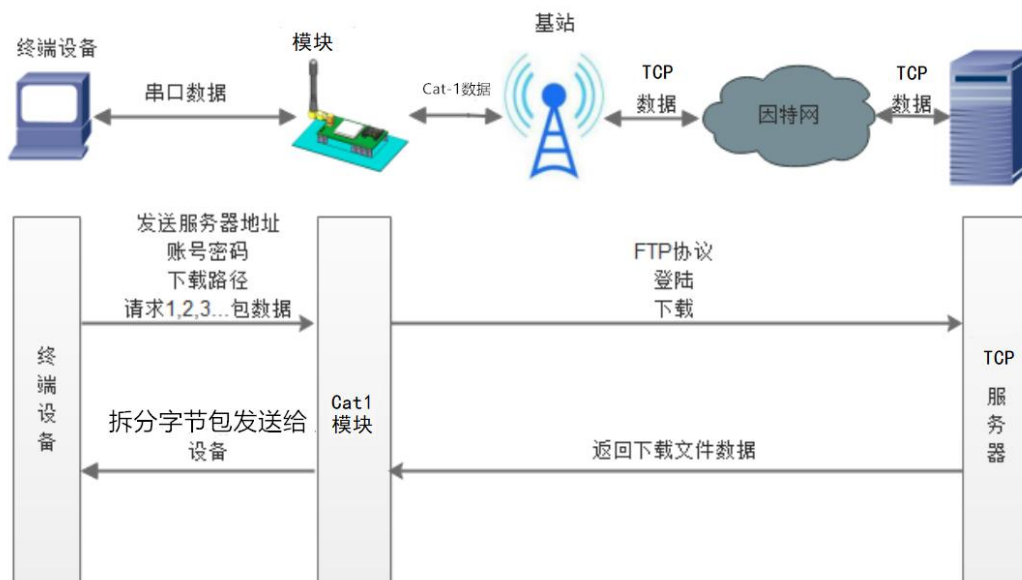 终端设备
模块
基站
串口数据
Cat-1数据
TCP
数据
因特网
TCP
数据
发送服务器地址
账号密码
下载路径
请求1,2,3...包数据
FTP协议
登陆
下载
终端设备
Cat1
模块
TCP
服务器
拆分字节包发送给
设备
返回下载文件数据